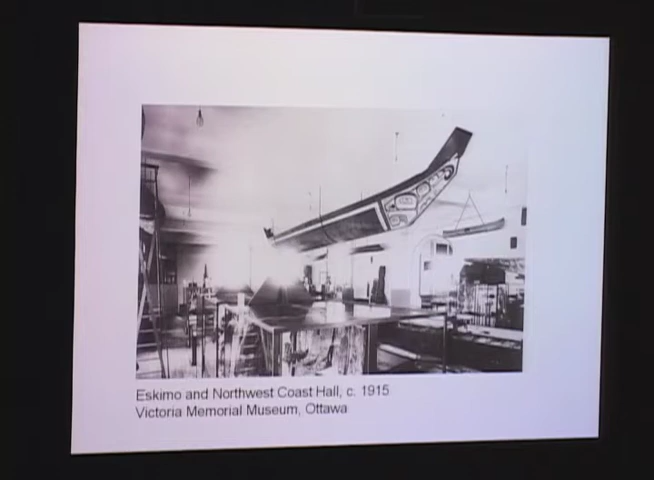 Eskimo and Northwest Coast Hall, c. 1915
Victoria Memorial Museum, Ottawa